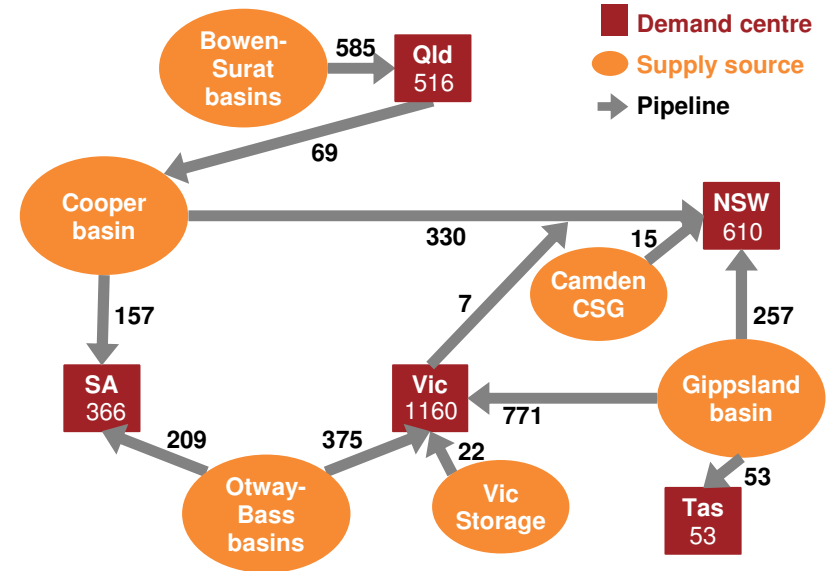 Bowen-
Surat
basins
585
Qld
516
Demand centre
Supply source
Pipeline
69
Cooper
basin
330
NSW
610
15
Camden
CSG
7
157
257
SA
366
Vic
1160
771
Gippsland
basin
209
375
22
53
Otway-
Bass
basins
Vic
Storage
Tas
53